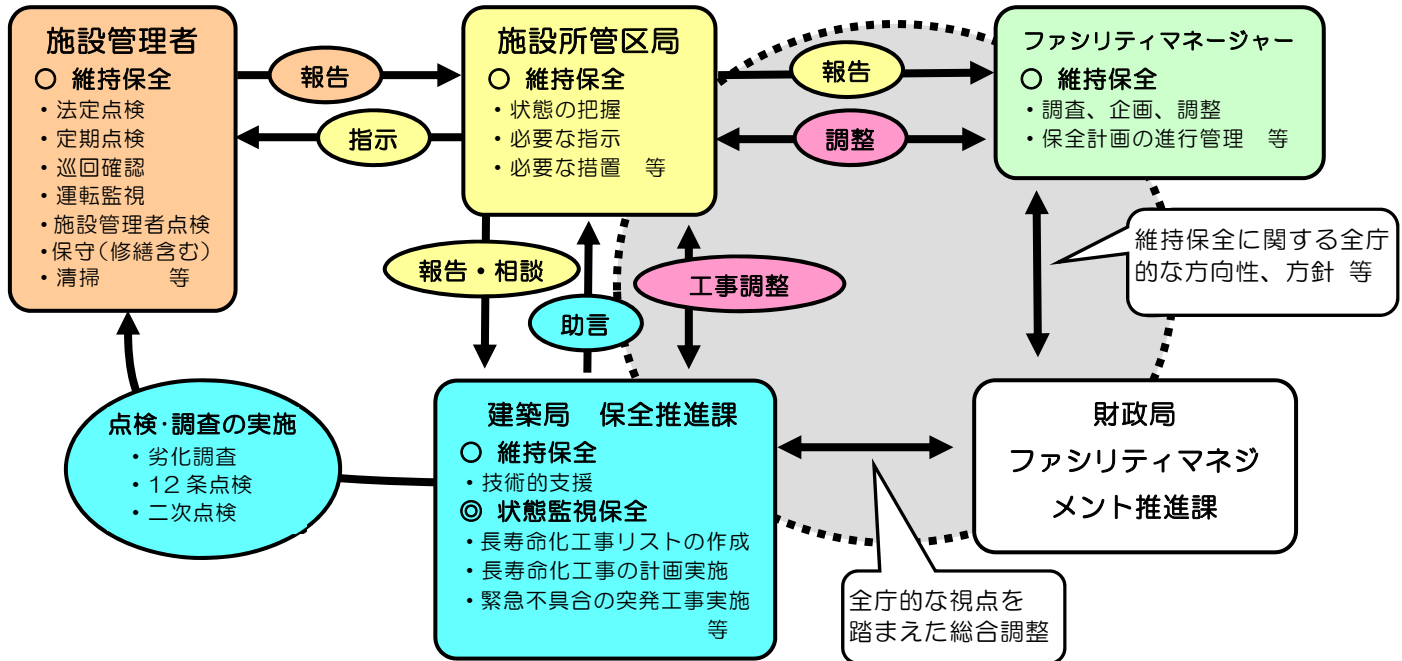 施設管理者
○ 維持保全
・法定点検
・定期点検
・巡回確認
・運転監視
・施設管理者点検
・保守（修繕含む）
・清掃　　　等
報告
指示
施設所管区局
○ 維持保全
・状態の把握
・必要な指示
・必要な措置　等
報告
調整
ファシリティマネージャー
○ 維持保全
・調査、企画、調整
・保全計画の進行管理　等
維持保全に関する全庁
的な方向性、方針 等
報告・相談
助言
工事調整
点検･調査の実施
・劣化調査
・12 条点検
・二次点検
建築局　保全推進課
○ 維持保全
・技術的支援
◎ 状態監視保全
・長寿命化工事リストの作成
・長寿命化工事の計画実施
・緊急不具合の突発工事実施
等
財政局
ファシリティマネジ
メント推進課
全庁的な視点を
踏まえた総合調整